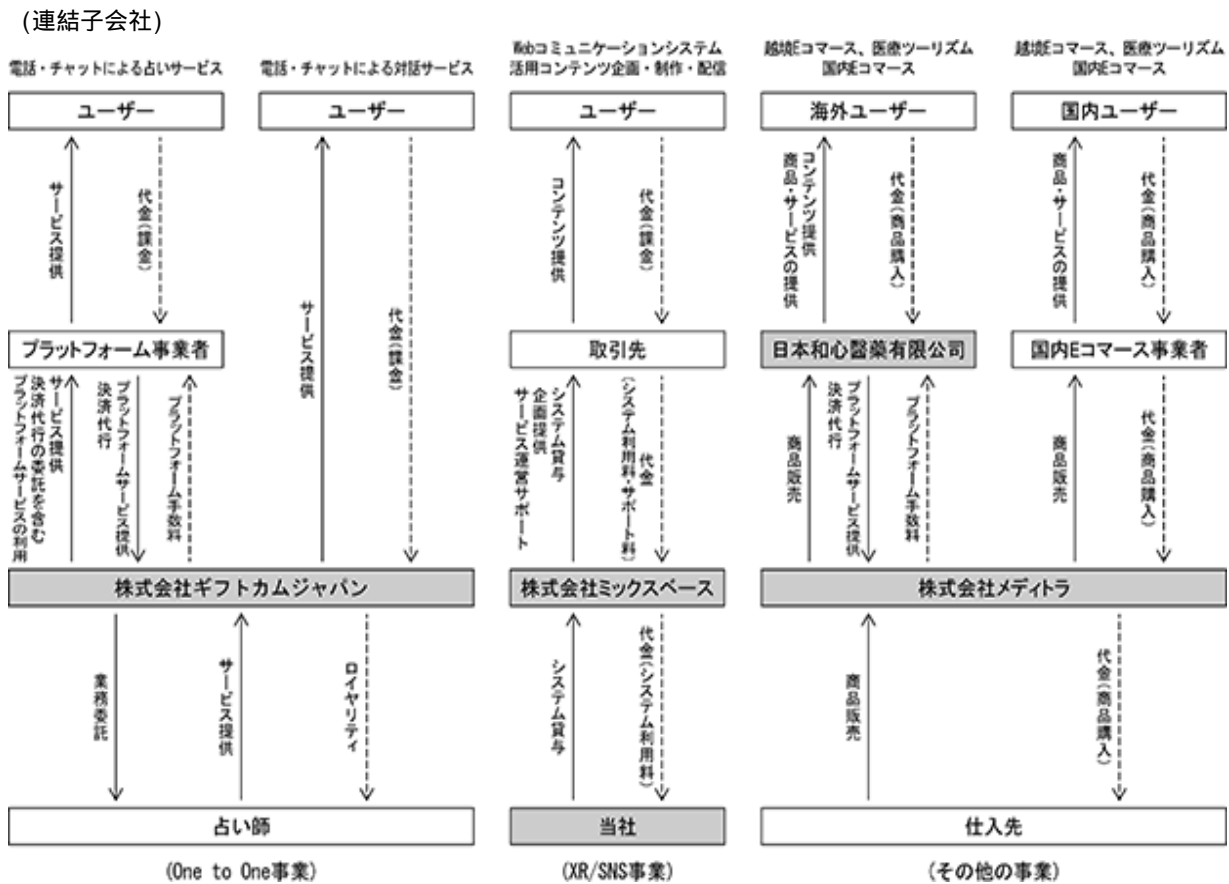 (連結子会社)
電話・チャットによる占いサービス
電話・チャットによる対話サービス
Webコミュニケーションシステム
活用コンテンツ企画・制作・配信
越境Eコマース、医療ツーリズム
国内Eコマース
越境Eコマース、医療ツーリズム
国内Eコマース
ユーザー
ユーザー
ユーザー
海外ユーザー
国内ユーザー
サービス提供
代金(課金)
サービス提供
代金(課金)
コンテンツ提供
代金(課金)
コンテンツ提供
商品・サービスの提供
代金(商品購入)
商品・サービスの提供
代金(商品購入)
プラットフォーム事業者
取引先
日本和心醫藥有限公司
国内Eコマース事業者
サービス提供
決済代行の委託を含む
プラットフォームサービスの利用
プラットフォームサービス提供
決済代行
プラットフォーム手数料
システム貸与
企画提供
サービス運営サポート
代金
(システム利用料・サポート料)
商品販売
プラットフォームサービス提供
決済代行
プラットフォーム手数料
商品販売
代金(商品購入)
株式会社ギフトカムジャパン
株式会社ミックスベース
株式会社メディトラ
業務委託
サービス提供
ロイヤリティ
システム貸与
代金(システム利用料)
商品販売
代金(商品購入)
占い師
当社
仕入先
(One to One事業)
(XR/SNS事業)
(その他の事業)